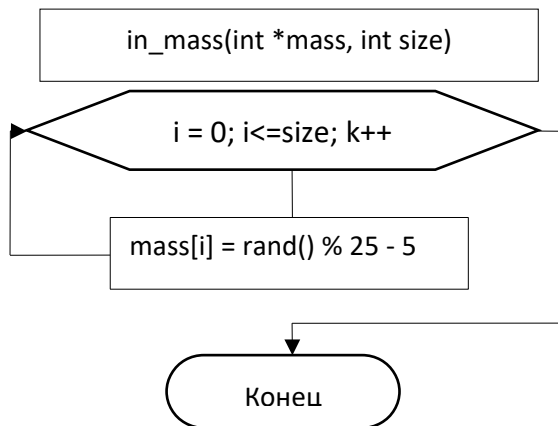 in_mass(int *mass, int size)
i = 0; i<=size; k++
mass[i] = rand() % 25 - 5
Конец